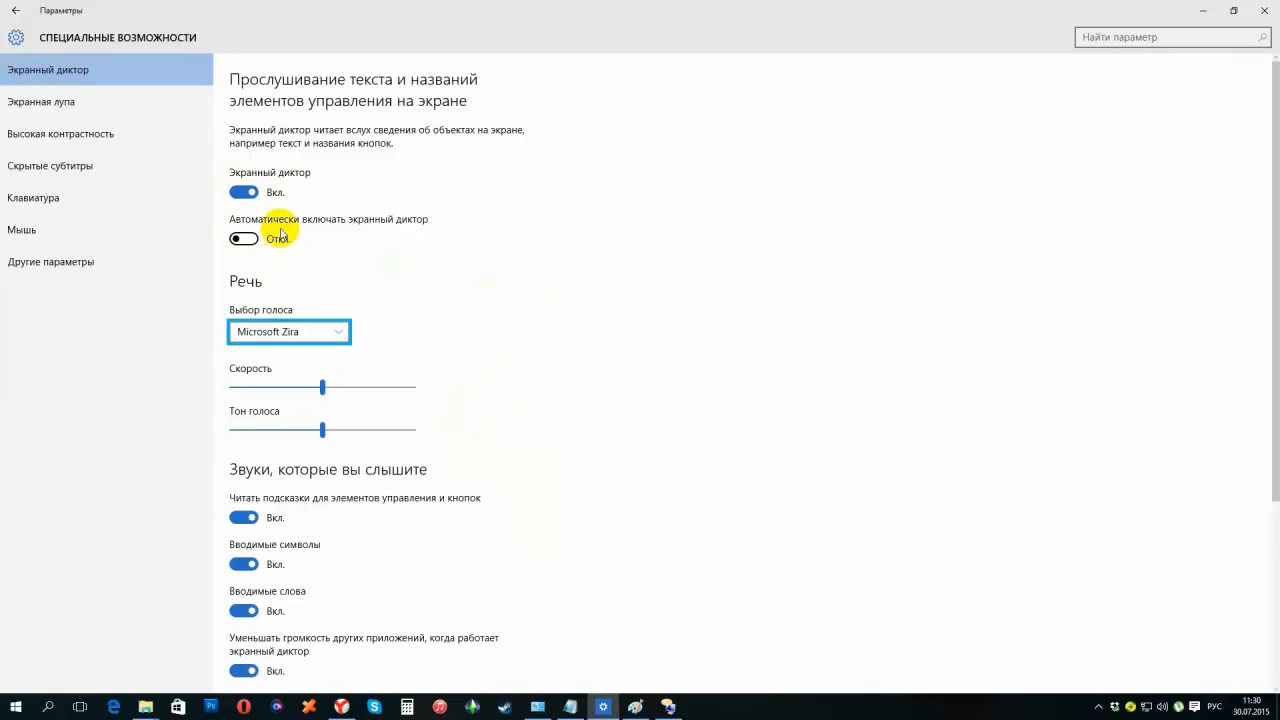 Параметры
СПЕЦИАЛЬНЫЕ ВОЗМОЖНОСТИ
Найти параметр
Экранный диктор
Экранная лупа
Высокая контрастность
Скрытые субтитры
Клавиатура
Мышь
Другие параметры
Прослушивание текста и названий
элементов управления на экране
Экранный диктор читает вслух сведения об объектах на экране,
например текст и названия кнопок.
Экранный диктор
Вкл.
Автоматически включать экранный диктор
Откл.
Речь
Выбор голоса
Microsoft Zira
Скорость
Тон голоса
Звуки, которые вы слышите
Читать подсказки для элементов управления и кнопок
Вкл.
Вводимые символы
Вкл.
Вводимые слова
Вкл.
Уменьшать громкость других приложений, когда работает
экранный диктор
Вкл.
Ps
РУС
11:30
30.07.2015